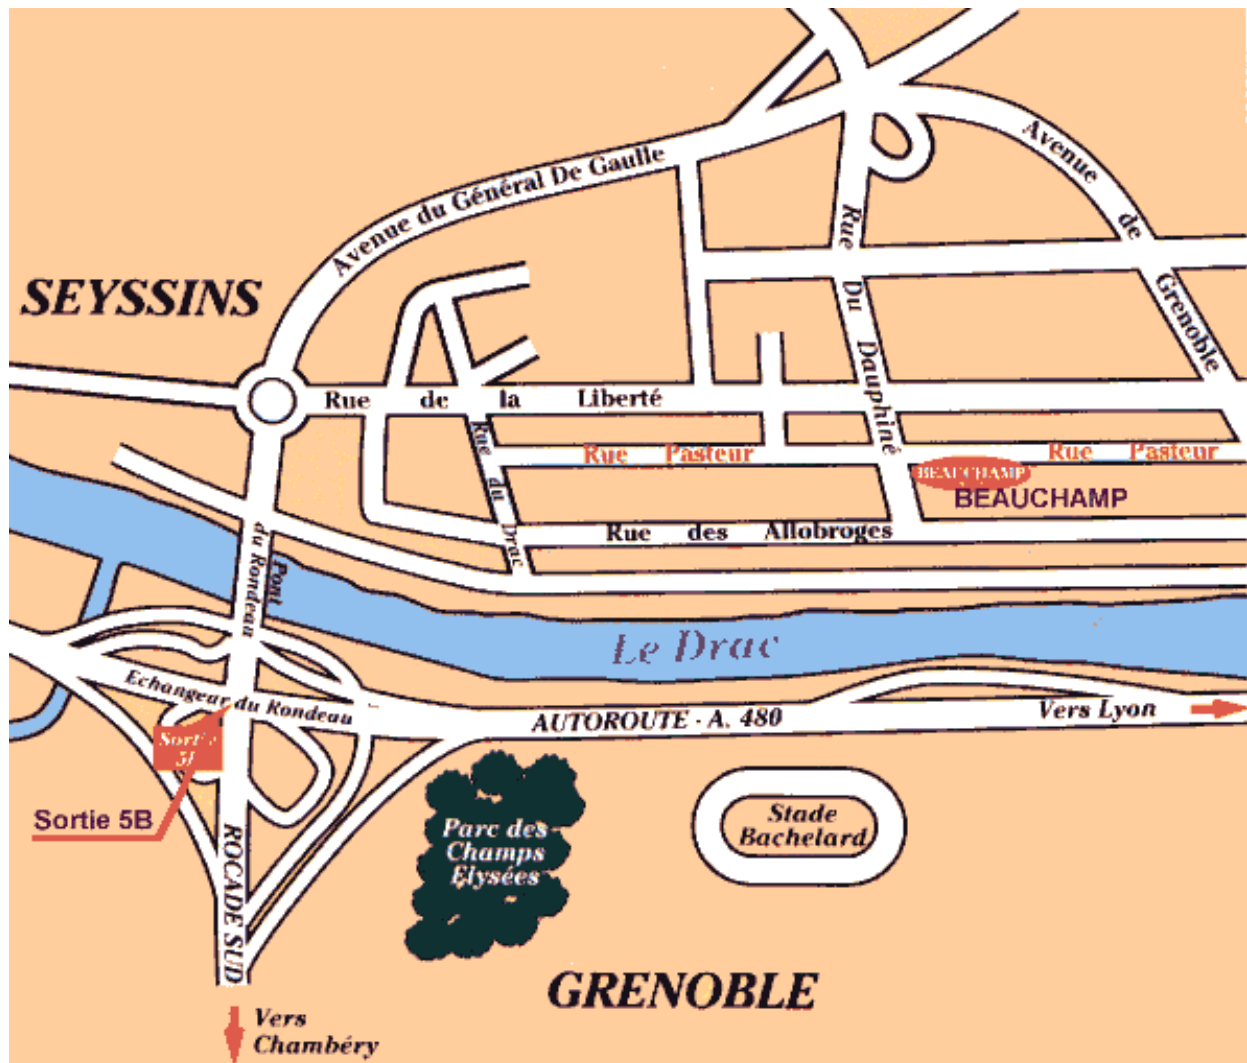 Avenue du Général De Gaulle
Avenue de Grenoble
SEYSSINS
Rue Du Dauphiné
Rue de la Liberté
Rue du Drac
Rue Pasteur
Rue Pasteur
BEAUCHAMP
BEAUCHAMP
Rue des Allobroges
Pont
du Rondeau
Le Drac
Echangeur du Rondeau
AUTOROUTE - A. 480
Vers Lyon
Sortie 5B
Parc des
Champs
Elysées
Stade
Bachelard
ROCADE SUD
GRENOBLE
Vers
Chambéry